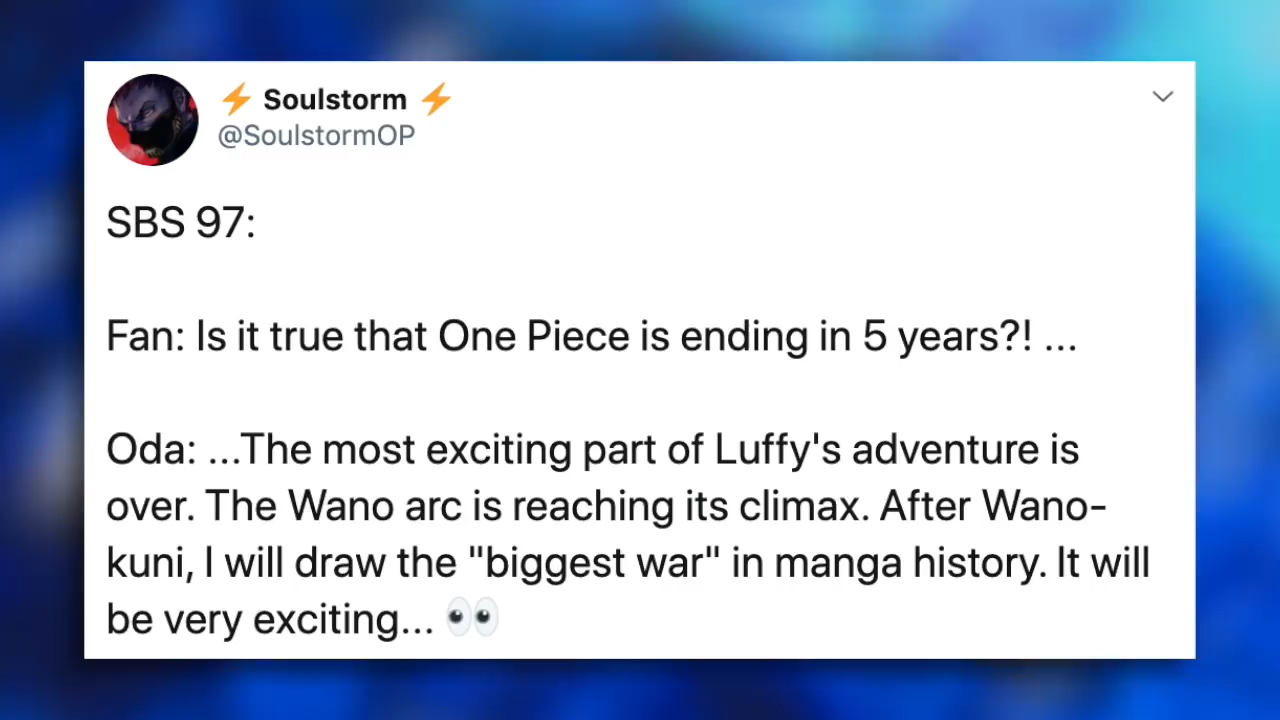 ⚡ Soulstorm ⚡
@SoulstormOP
SBS 97:
Fan: Is it true that One Piece is ending in 5 years?! ...
Oda: ...The most exciting part of Luffy's adventure is
over. The Wano arc is reaching its climax. After Wano-
kuni, I will draw the "biggest war" in manga history. It will
be very exciting... 👀